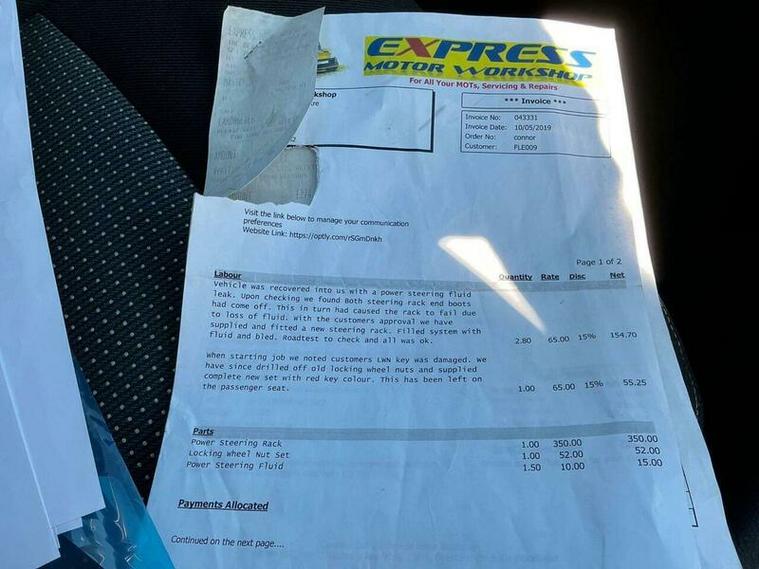 EXPRESS
MOTOR WORKSHOP
For All Your MOTs, Servicing & Repairs
kshop
*** Invoice ***
Invoice No: 043331
Invoice Date: 10/05/2019
Order No: connor
Customer: FLE009
Visit the link below to manage your communication
preferences
Website Link: https://optly.com/rSGmDnkh
Page 1 of 2
Labour Quantity Rate Disc Net
Vehicle was recovered into us with a power steering fluid
leak. Upon checking we found Both steering rack end boots
had come off. This in turn had caused the rack to fail due
to loss of fluid. with the customers approval we have
supplied and fitted a new steering rack. Filled system with
fluid and bled. Roadtest to check and all was ok. 2.80 65.00 15% 154.70
when starting job we noted customers LWN key was damaged. we
have since drilled off old locking wheel nuts and supplied
complete new set with red key colour. This has been left on
the passenger seat. 1.00 65.00 15% 55.25
Parts
Power Steering Rack 1.00 350.00 350.00
Locking Wheel Nut Set 1.00 52.00 52.00
Power Steering Fluid 1.50 10.00 15.00
Payments Allocated
Continued on the next page....